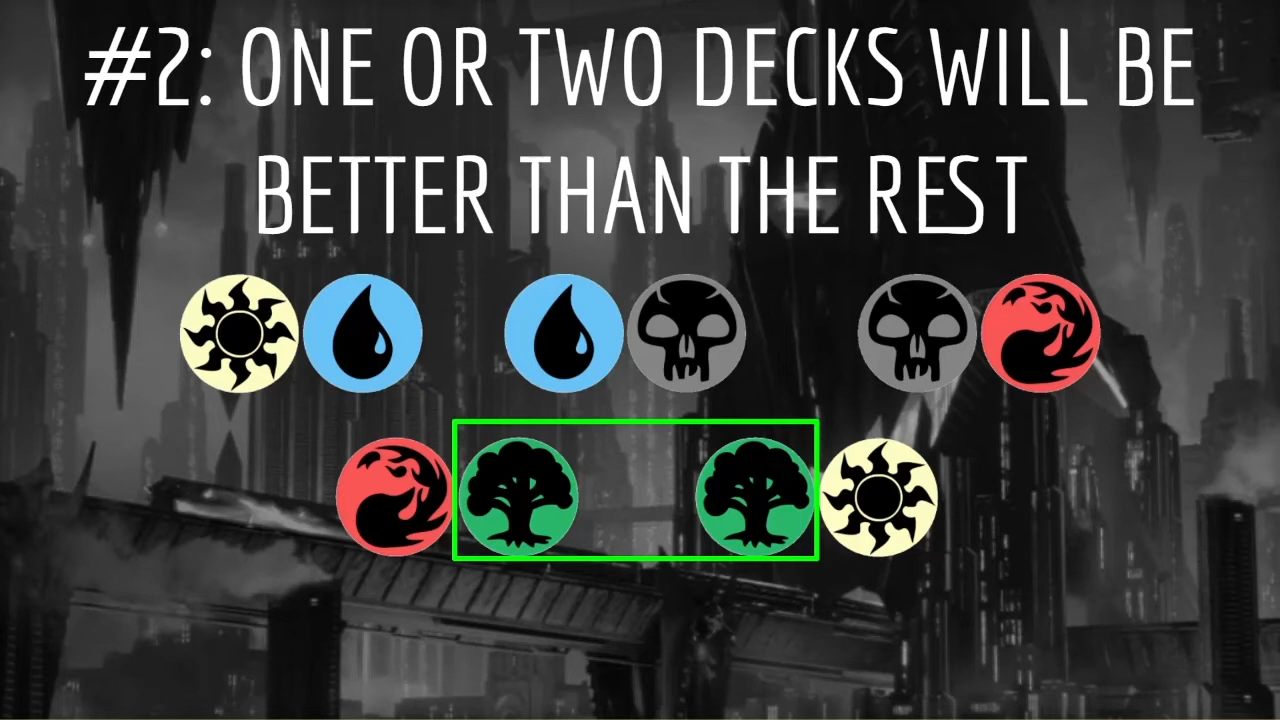 #2: ONE OR TWO DECKS WILL BE
BETTER THAN THE REST